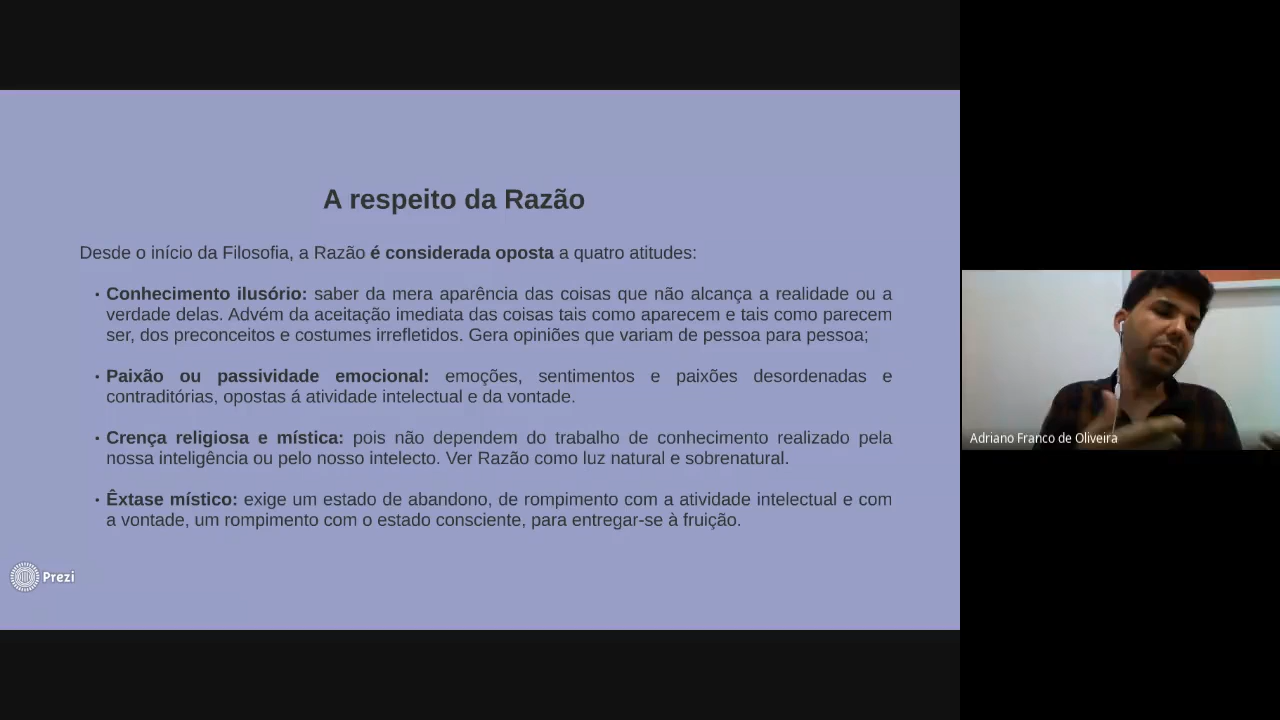 A respeito da Razão
Desde o início da Filosofia, a Razão é considerada oposta a quatro atitudes:
· Conhecimento ilusório: saber da mera aparência das coisas que não alcança a realidade ou a
verdade delas. Advém da aceitação imediata das coisas tais como aparecem e tais como parecem
ser, dos preconceitos e costumes irrefletidos. Gera opiniões que variam de pessoa para pessoa;
· Paixão ou passividade emocional: emoções, sentimentos e paixões desordenadas e
contraditórias, opostas á atividade intelectual e da vontade.
· Crença religiosa e mística: pois não dependem do trabalho de conhecimento realizado pela
nossa inteligência ou pelo nosso intelecto. Ver Razão como luz natural e sobrenatural.
· Êxtase místico: exige um estado de abandono, de rompimento com a atividade intelectual e com
a vontade, um rompimento com o estado consciente, para entregar-se à fruição.
Prezi
Adriano Franco de Oliveira